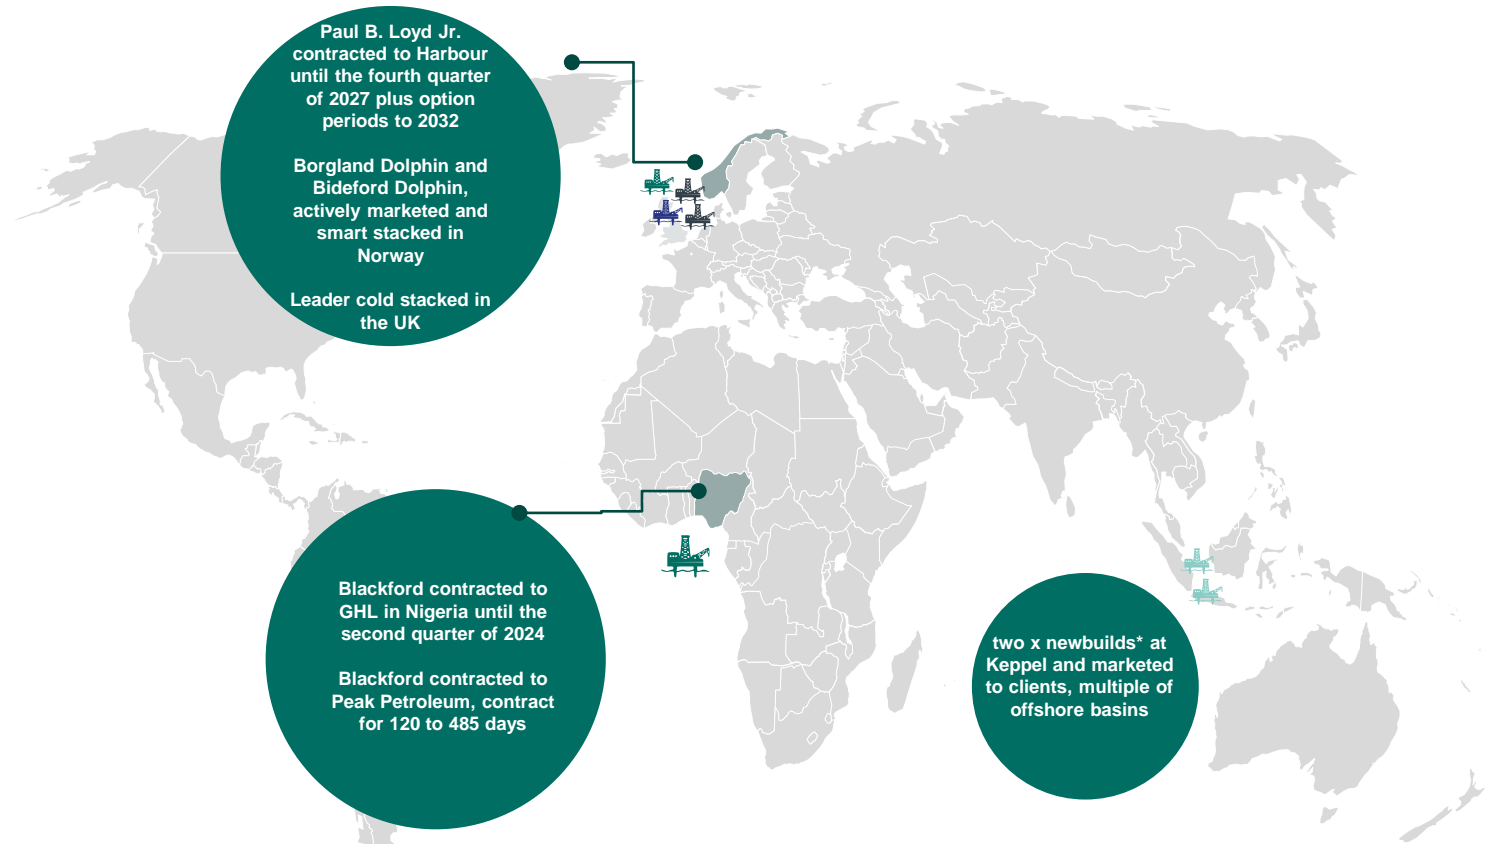 Paul B. Loyd Jr.
contracted to Harbour
until the fourth quarter
of 2027 plus option
periods to 2032
Borgland Dolphin and
Bideford Dolphin,
actively marketed and
smart stacked in
Norway
Leader cold stacked in
the UK
Blackford contracted to
GHL in Nigeria until the
second quarter of 2024
Blackford contracted to
Peak Petroleum, contract
for 120 to 485 days
two x newbuilds* at
Keppel and marketed
to clients, multiple of
offshore basins